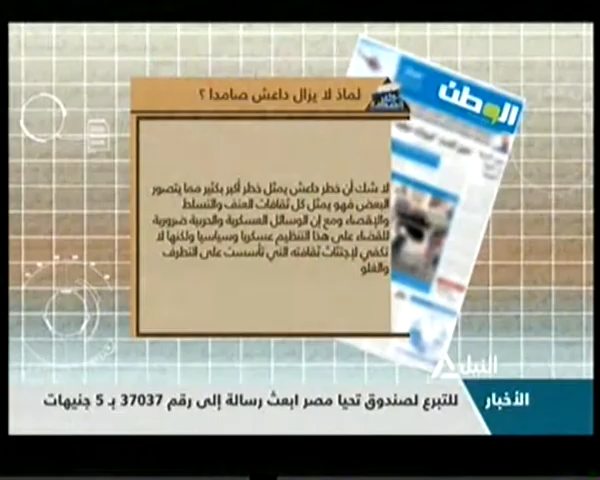 الوطن
لماذ لا يزال داعش صامدا ؟
لا شك أن خطر داعش يمثل خطر أكبر بكثير مما يتصور
البعض فهو يمثل كل ثقافات العنف والتسلط
والإقصاء ومع إن الوسائل العسكرية والحربية ضرورية
للقضاء على هذا التنظيم عسكريا وسياسيا ولكنها لا
تكفي لإجتثاث ثقافته التي تأسست على التطرف
والغلو
النيل
الأخبار
للتبرع لصندوق تحيا مصر ابعث رسالة إلى رقم 37037 بـ 5 جنيهات